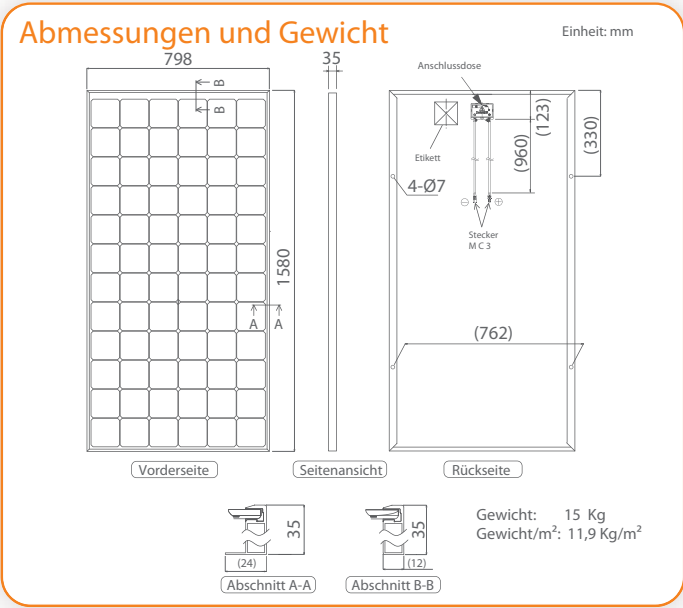 Abmessungen und Gewicht
Einheit: mm
798
35
B
B
1580
A
A
Vorderseite
Seitenansicht
Anschlussdose
Etikett
4-Ø7
(960)
(123)
(330)
⊖
⊕
Stecker
M C 3
(762)
Rückseite
35
(24)
Abschnitt A-A
35
(12)
Abschnitt B-B
Gewicht: 15 Kg
Gewicht/m²: 11,9 Kg/m²